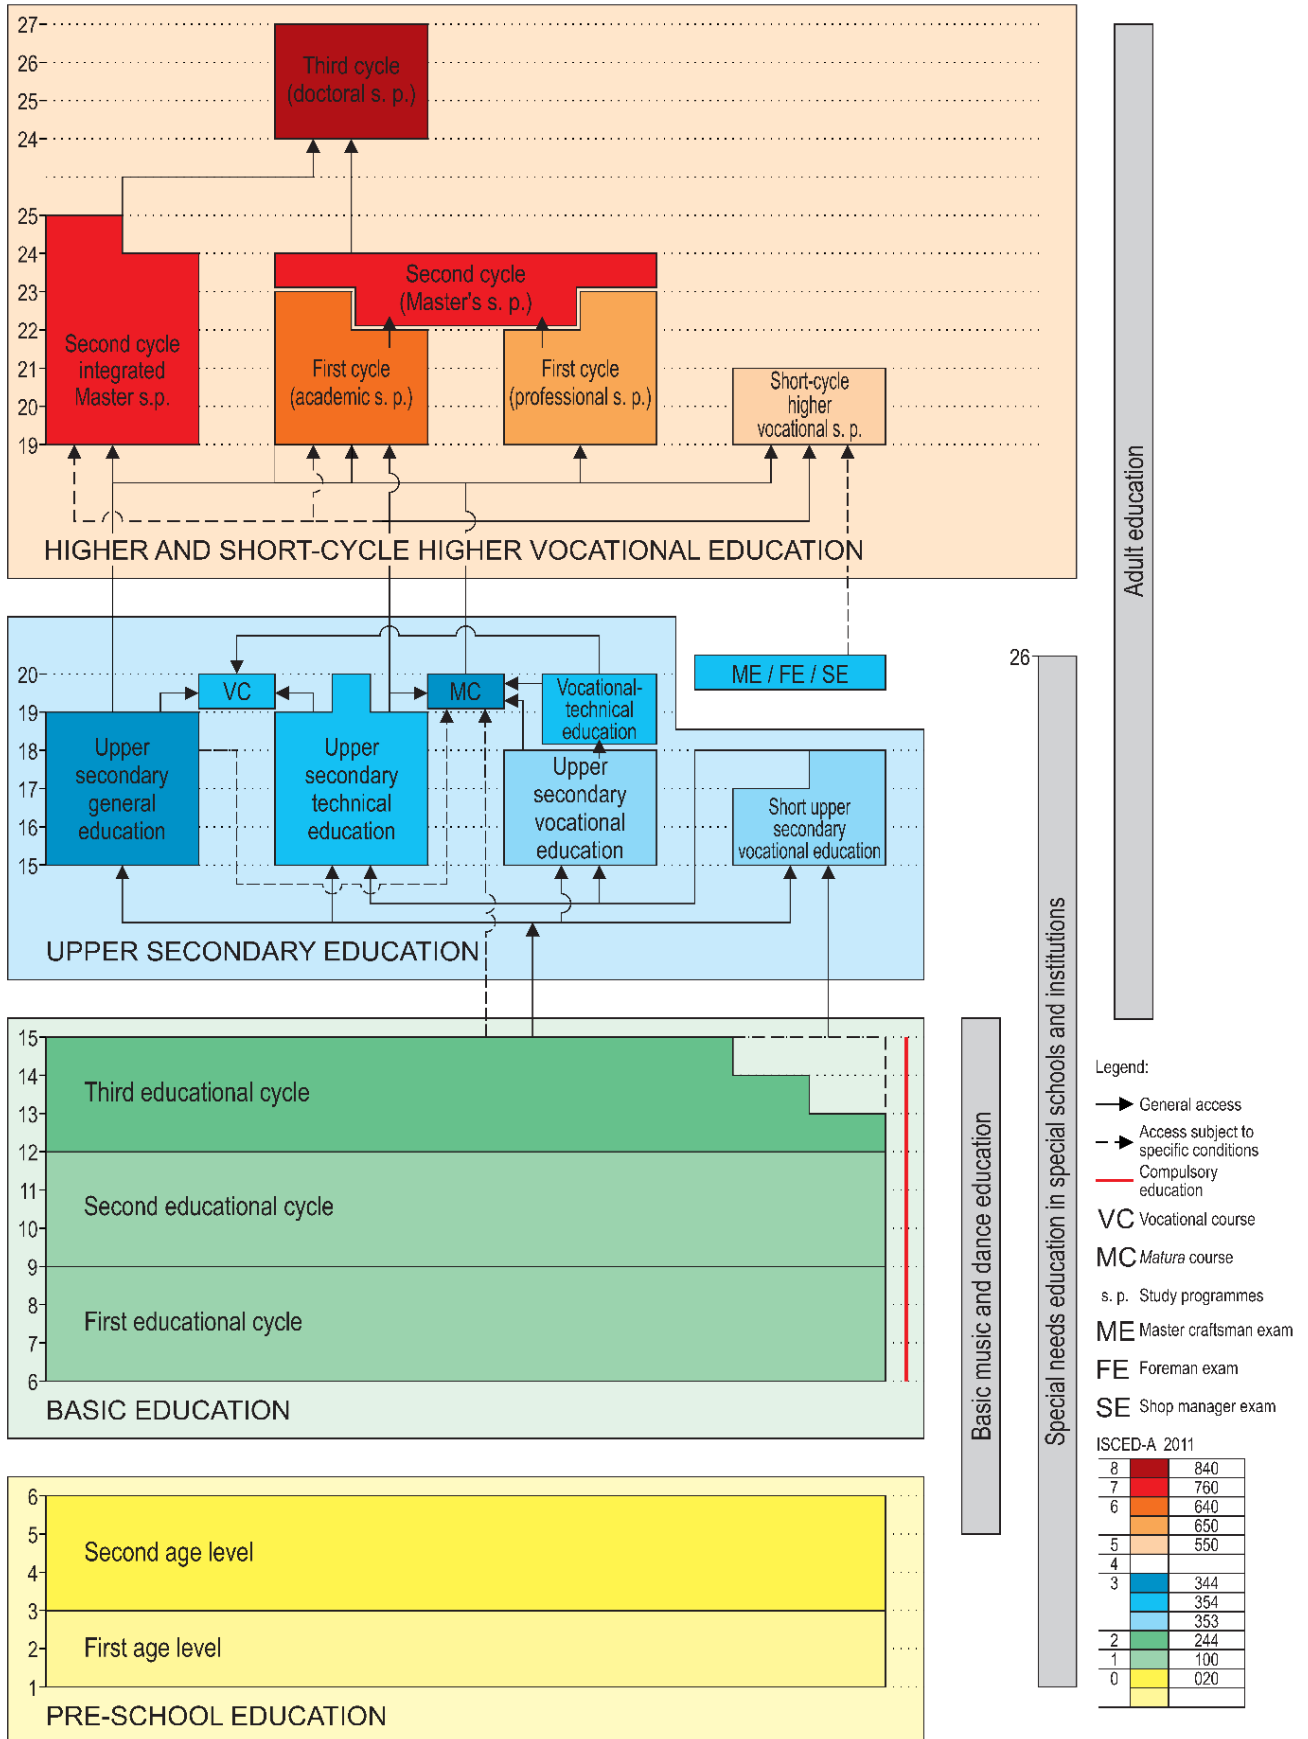 27
26
25
24
25
24
23
22
21
20
19
Third cycle
(doctoral s. p.)
Second cycle
(Master's s. p.)
Second cycle
integrated
Master s.p.
First cycle
(academic s. p.)
First cycle
(professional s. p.)
Short-cycle
higher
vocational s. p.
HIGHER AND SHORT-CYCLE HIGHER VOCATIONAL EDUCATION
20
19
18
17
16
15
VC
MC
Vocational-
technical
education
ME / FE / SE
Upper
secondary
general
education
Upper
secondary
technical
education
Upper
secondary
vocational
education
Short upper
secondary
vocational education
UPPER SECONDARY EDUCATION
15
14
13
12
11
10
9
8
7
6
Third educational cycle
Second educational cycle
First educational cycle
BASIC EDUCATION
6
5
4
3
2
1
Second age level
First age level
PRE-SCHOOL EDUCATION
Basic music and dance education
26
Special needs education in special schools and institutions
Adult education
Legend:
General access
Access subject to
specific conditions
Compulsory
education
VC Vocational course
MC Matura course
s. p. Study programmes
ME Master craftsman exam
FE Foreman exam
SE Shop manager exam
ISCED-A 2011
8 840
7 760
6 640
650
5 550
4
3 344
354
353
2 244
1 100
0 020